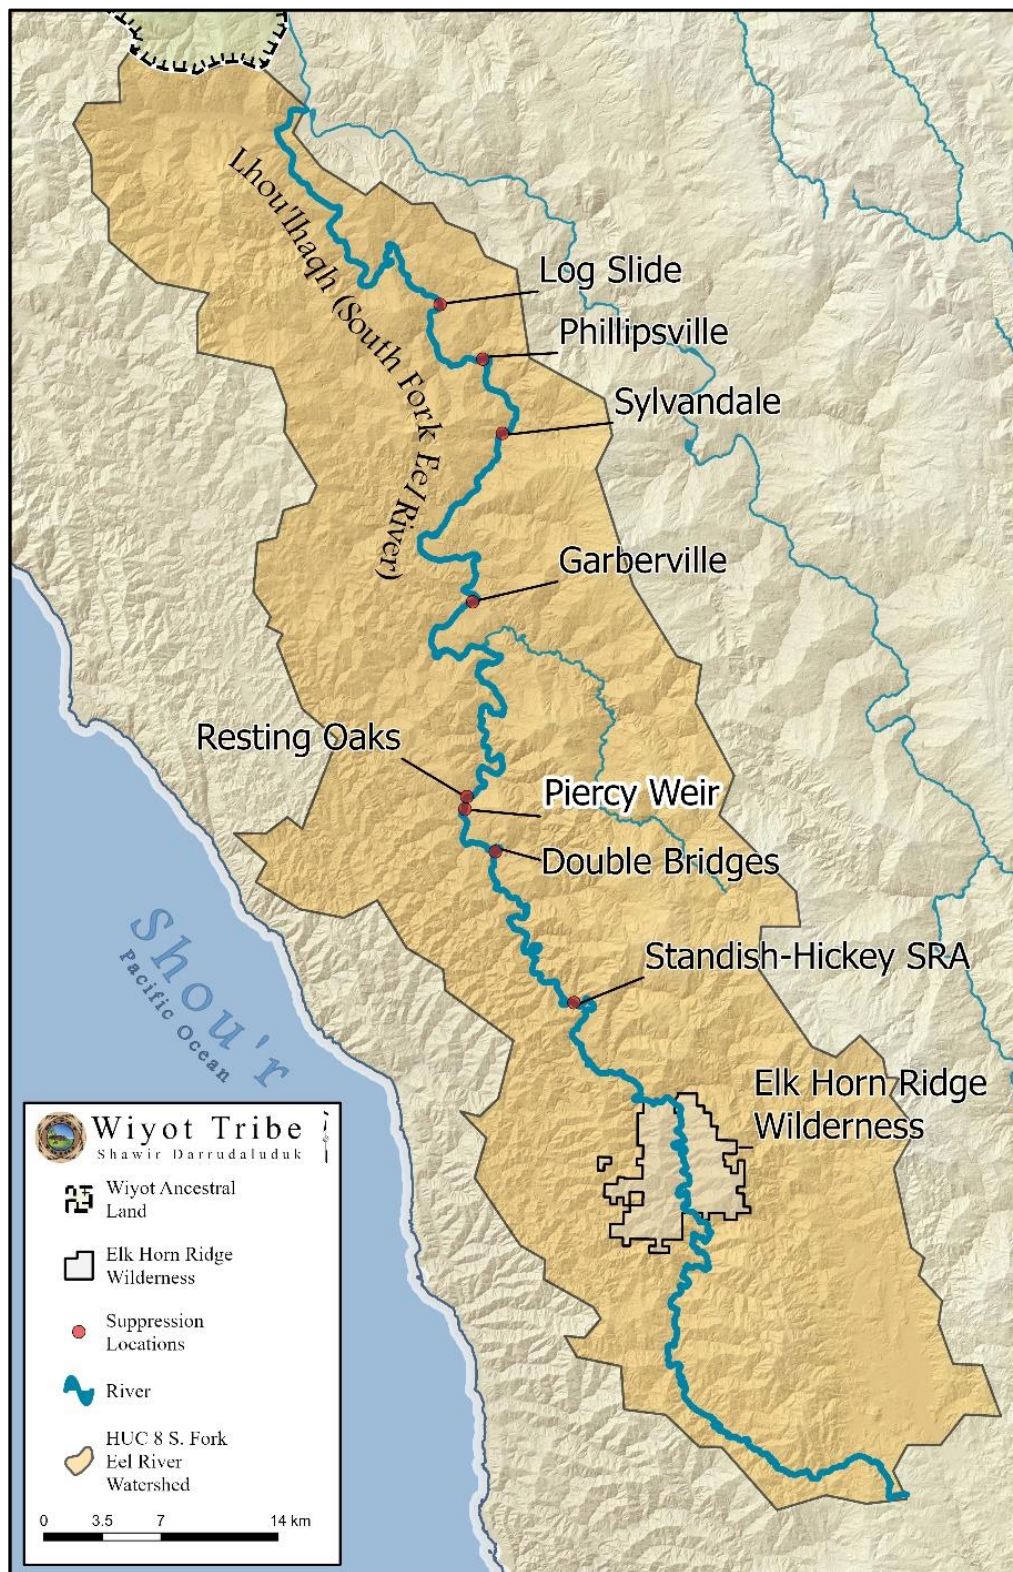 Lhou'lhaqh (South Fork Eel River)
Log Slide
Phillipsville
Sylvandale
Garberville
Resting Oaks
Piercy Weir
Double Bridges
Standish-Hickey SRA
Elk Horn Ridge
Wilderness
Shou'r
Pacific Ocean
Wiyot Tribe
Shawir Darrudaluduk
Wiyot Ancestral
Land
Elk Horn Ridge
Wilderness
Suppression
Locations
River
HUC 8 S. Fork
Eel River
Watershed
0 3.5 7 14 km